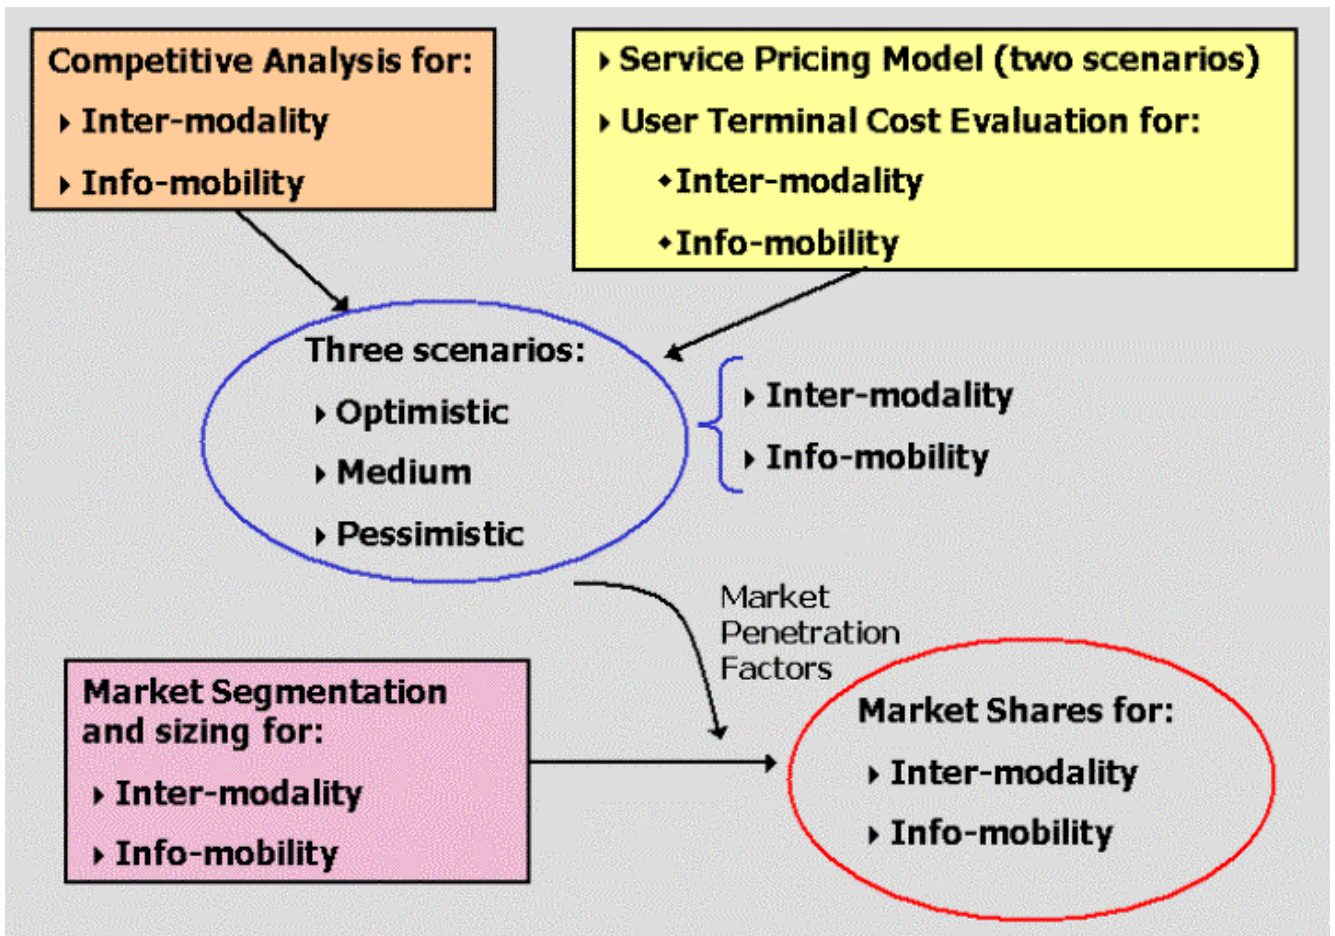 Competitive Analysis for:
Inter-modality
Info-mobility
Service Pricing Model (two scenarios)
User Terminal Cost Evaluation for:
Inter-modality
Info-mobility
Three scenarios:
Optimistic
Medium
Pessimistic
Inter-modality
Info-mobility
Market
Penetration
Factors
Market Segmentation
and sizing for:
Inter-modality
Info-mobility
Market Shares for:
Inter-modality
Info-mobility